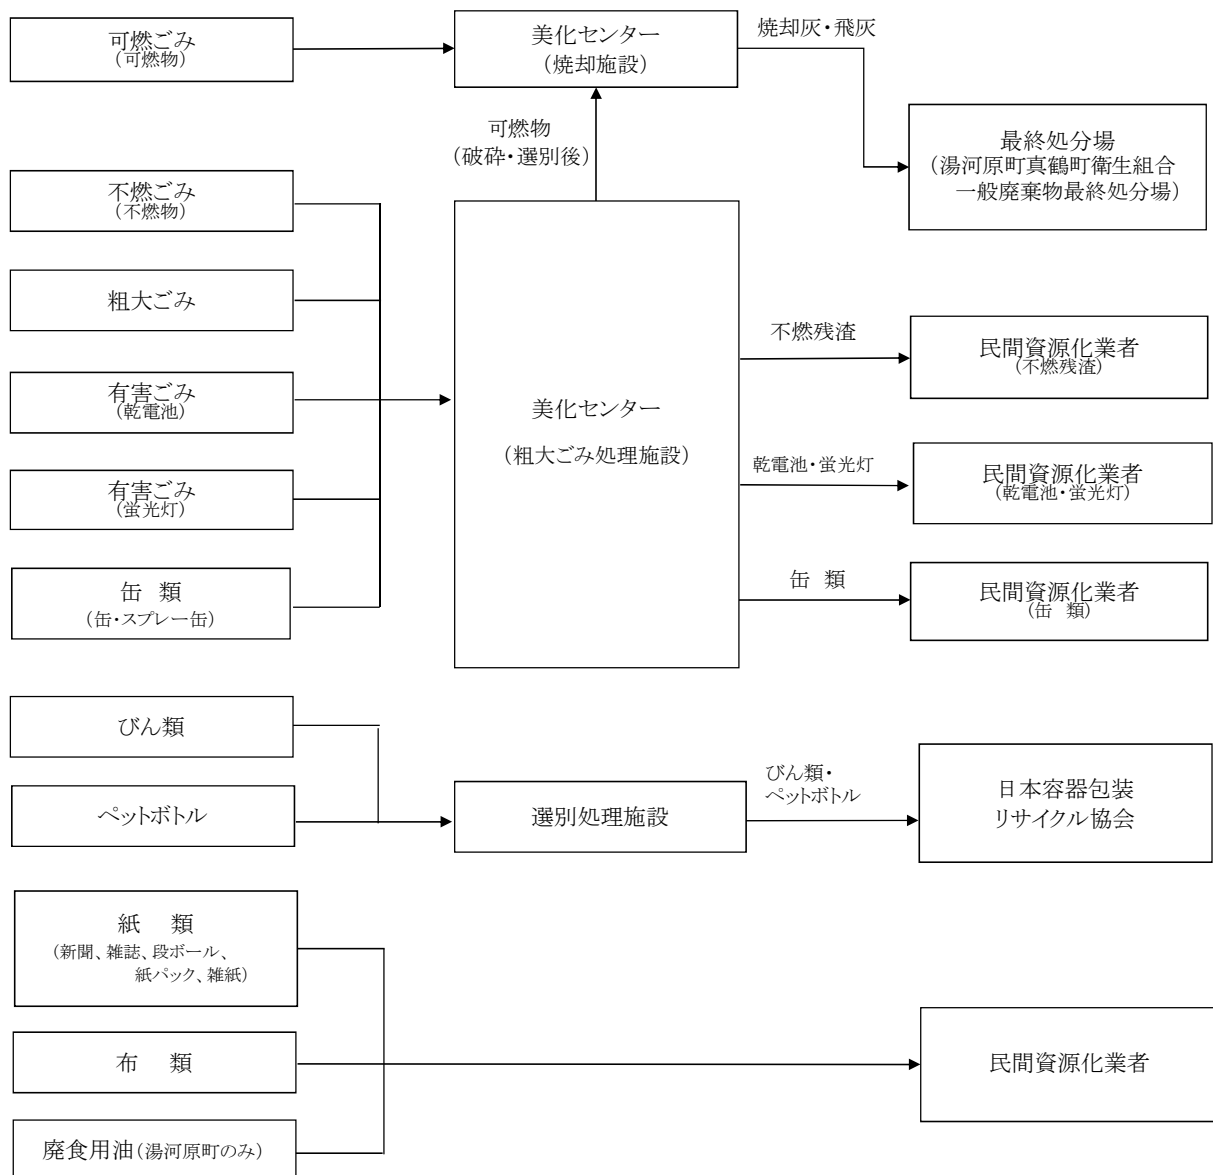 可燃ごみ
(可燃物)
美化センター
(焼却施設)
焼却灰・飛灰
可燃物
(破砕・選別後)
最終処分場
(湯河原町真鶴町衛生組合
一般廃棄物最終処分場)
不燃ごみ
(不燃物)
粗大ごみ
有害ごみ
(乾電池)
有害ごみ
(蛍光灯)
缶 類
(缶・スプレー缶)
美化センター
(粗大ごみ処理施設)
不燃残渣
民間資源化業者
(不燃残渣)
乾電池・蛍光灯
民間資源化業者
(乾電池・蛍光灯)
缶 類
民間資源化業者
(缶 類)
びん類
ペットボトル
選別処理施設
びん類・
ペットボトル
日本容器包装
リサイクル協会
紙 類
(新聞、雑誌、段ボール、
紙パック、雑紙)
布 類
廃食用油(湯河原町のみ)
民間資源化業者